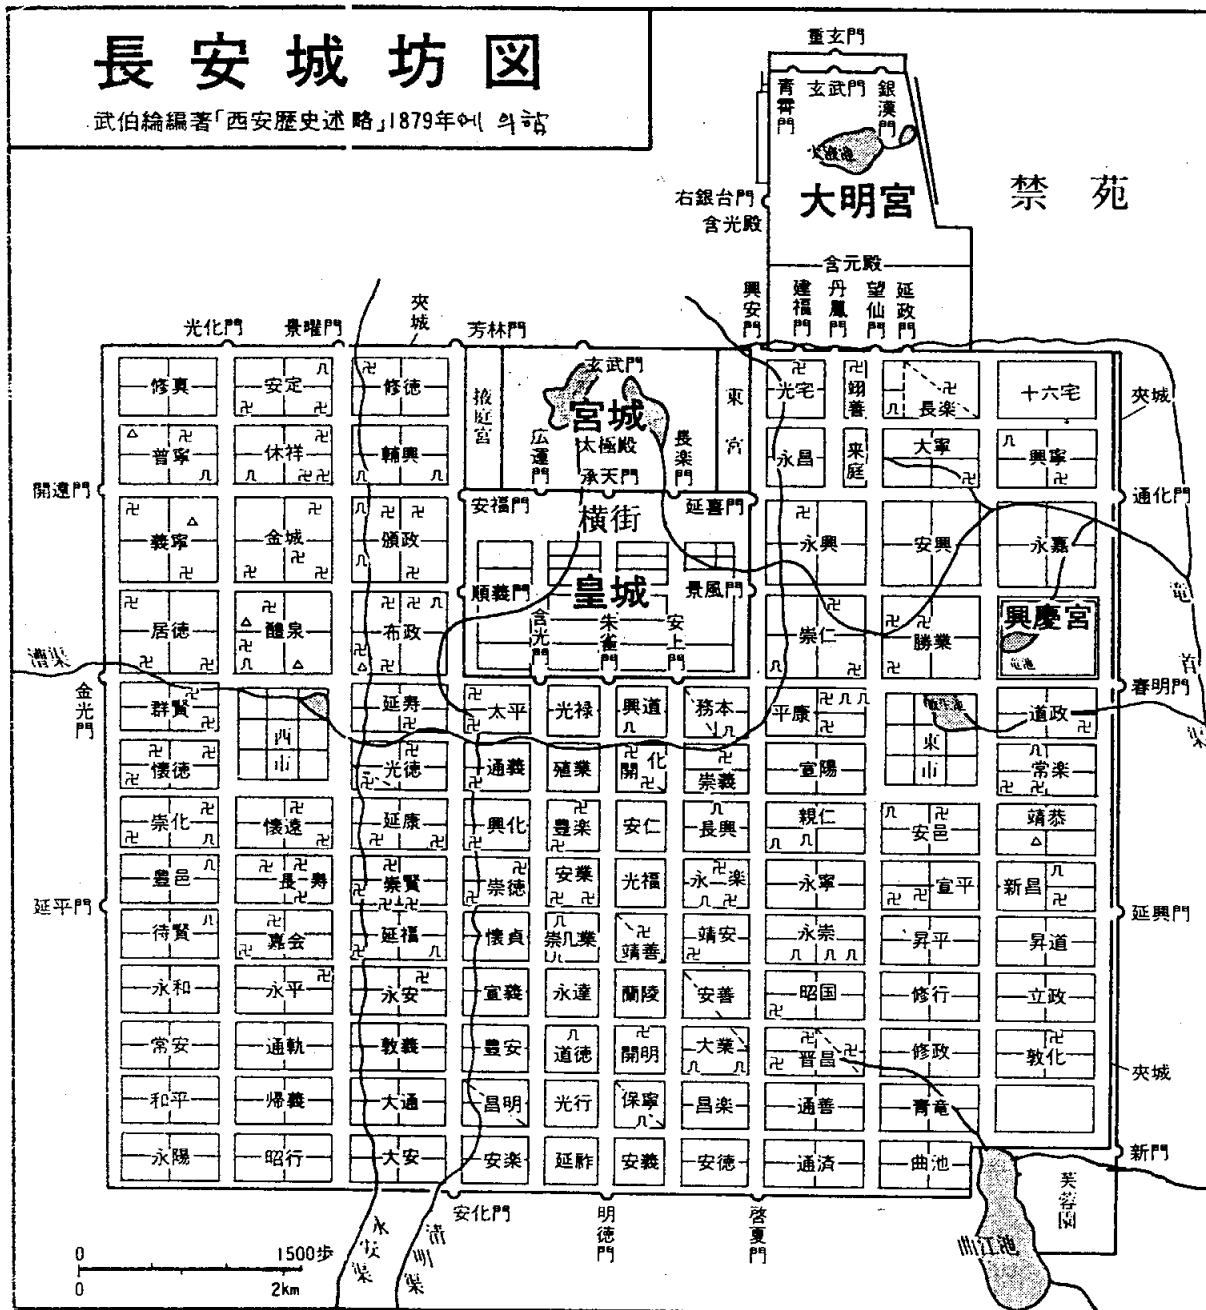 長安城坊図
武伯綸編著「西安歴史述略」1879年에 의함
重玄門
青霄門 玄武門 銀漢門
大明宮
禁苑
右銀台門
含光殿
含元殿
興安門 建福門 丹鳳門 望仙門 延政門
光化門 景曜門 夾城 芳林門
修真 安定 修徳 掖庭宮 玄武門 宮城 東宮 光宅 翊善 長楽 十六宅 夾城
普寧 休祥 輔興 広運門 太極殿 長楽門 永昌 来庭 大寧 興寧
承天門
開遠門 通化門
安福門 横街 延喜門
義寧 金城 頒政 永興 安興 永嘉
順義門 皇城 景風門
居徳 醴泉 布政 含光門 朱雀門 安上門 崇仁 勝業 興慶宮
竜池
漕渠
竜首渠
金光門 春明門
群賢 西市 延寿 太平 光禄 興道 務本 平康 東市 道政
懐徳 光徳 通義 殖業 開化 崇義 宣陽 常楽
崇化 懐遠 延康 興化 豊楽 安仁 長興 親仁 安邑 靖恭
豊邑 長寿 崇賢 崇徳 安業 光福 永楽 永寧 宣平 新昌
延平門 延興門
待賢 嘉会 延福 懐貞 崇業 靖善 靖安 永崇 昇平 昇道
永和 永平 永安 宣義 永達 蘭陵 安善 昭国 修行 立政
常安 通軌 敦義 豊安 道徳 開明 大業 晋昌 修政 敦化
夾城
和平 帰義 大通 昌明 光行 保寧 昌楽 通善 青竜
永陽 昭行 大安 安楽 延祚 安義 安徳 通済 曲池
新門
芙蓉園
曲江池
安化門 明徳門 啓夏門
永安渠 清明渠
0 1500歩
0 2km